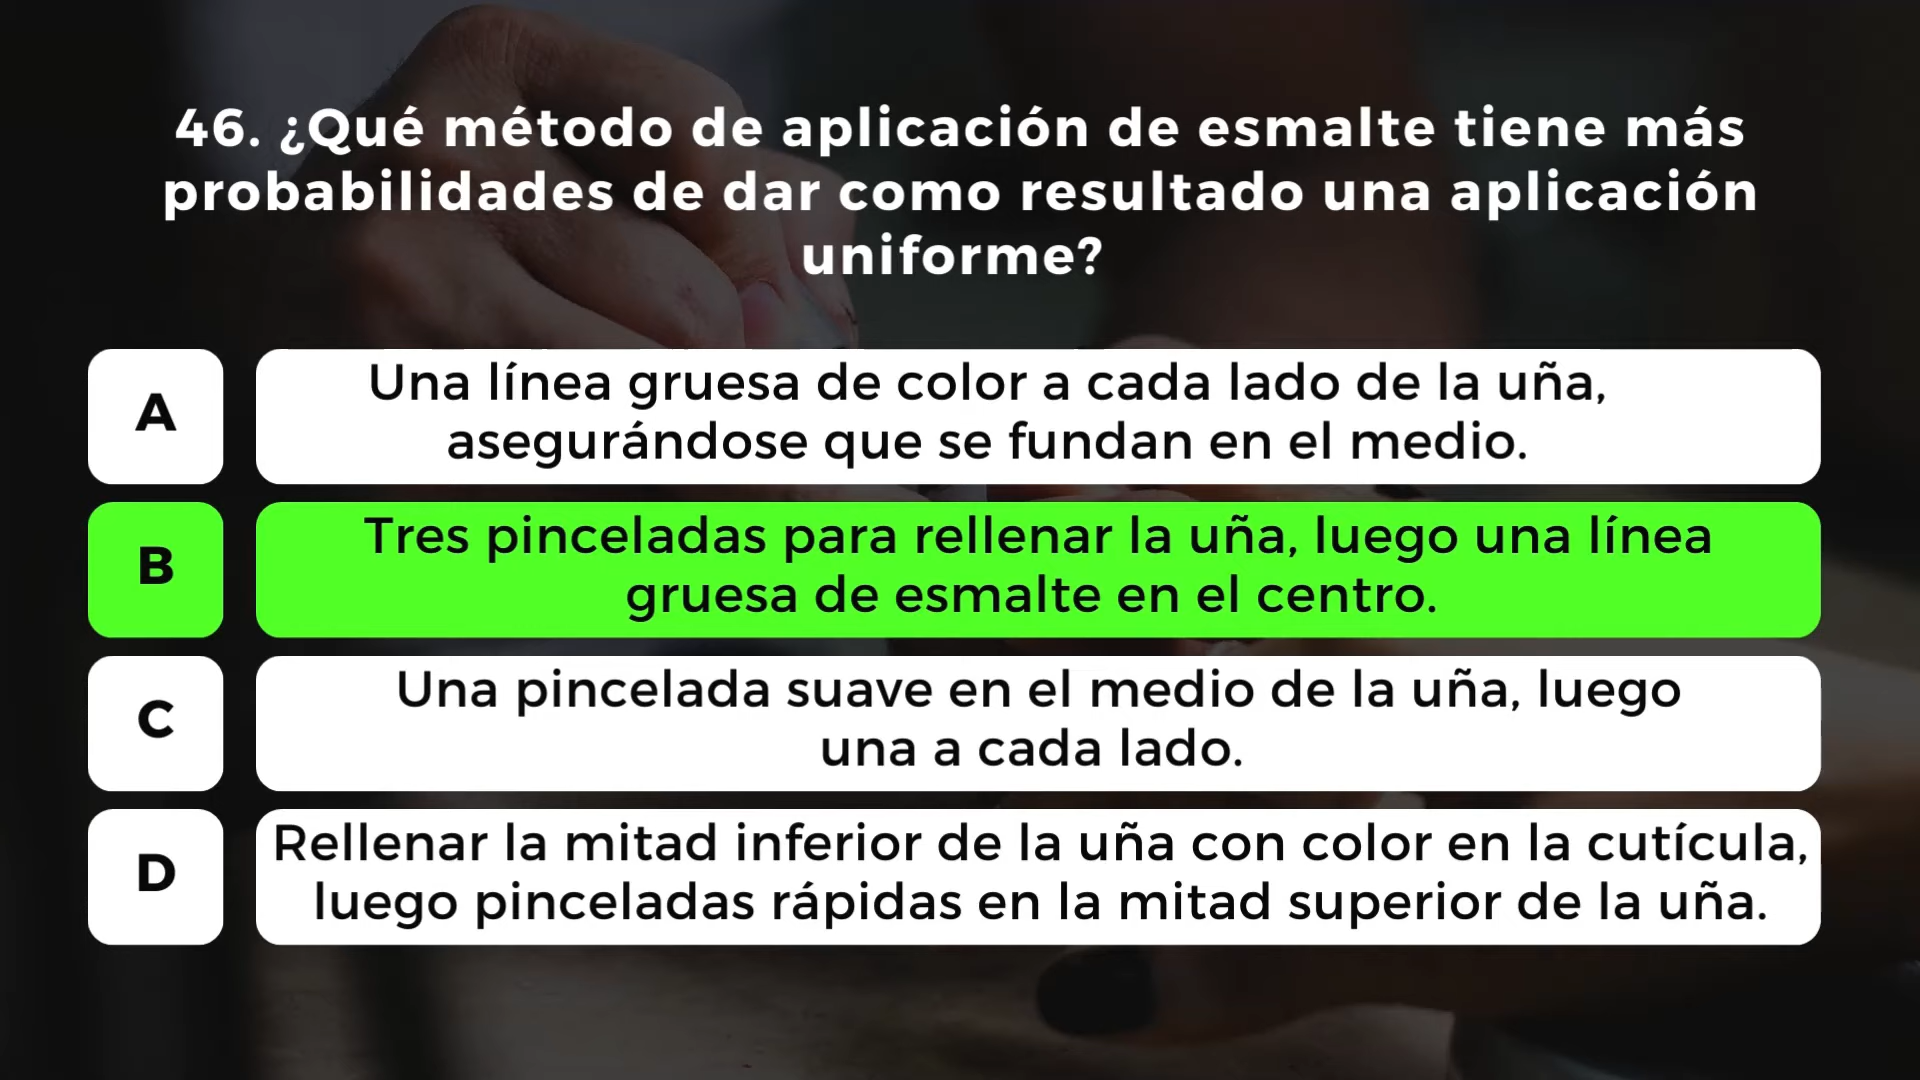 46. ¿Qué método de aplicación de esmalte tiene más
probabilidades de dar como resultado una aplicación
uniforme?
A
Una línea gruesa de color a cada lado de la uña,
asegurándose que se fundan en el medio.
B
Tres pinceladas para rellenar la uña, luego una línea
gruesa de esmalte en el centro.
C
Una pincelada suave en el medio de la uña, luego
una a cada lado.
D
Rellenar la mitad inferior de la uña con color en la cutícula,
luego pinceladas rápidas en la mitad superior de la uña.